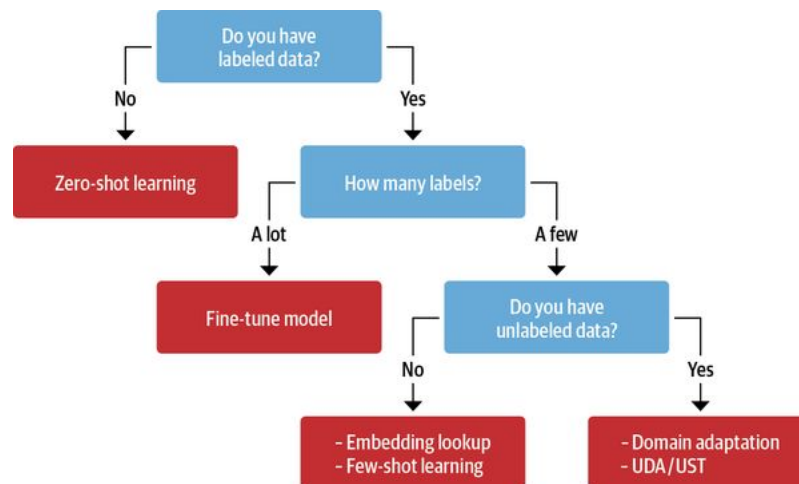 Do you have
labeled data?
No
Yes
Zero-shot learning
How many labels?
A lot
A few
Fine-tune model
Do you have
unlabeled data?
No
Yes
- Embedding lookup
- Few-shot learning
- Domain adaptation
- UDA/UST